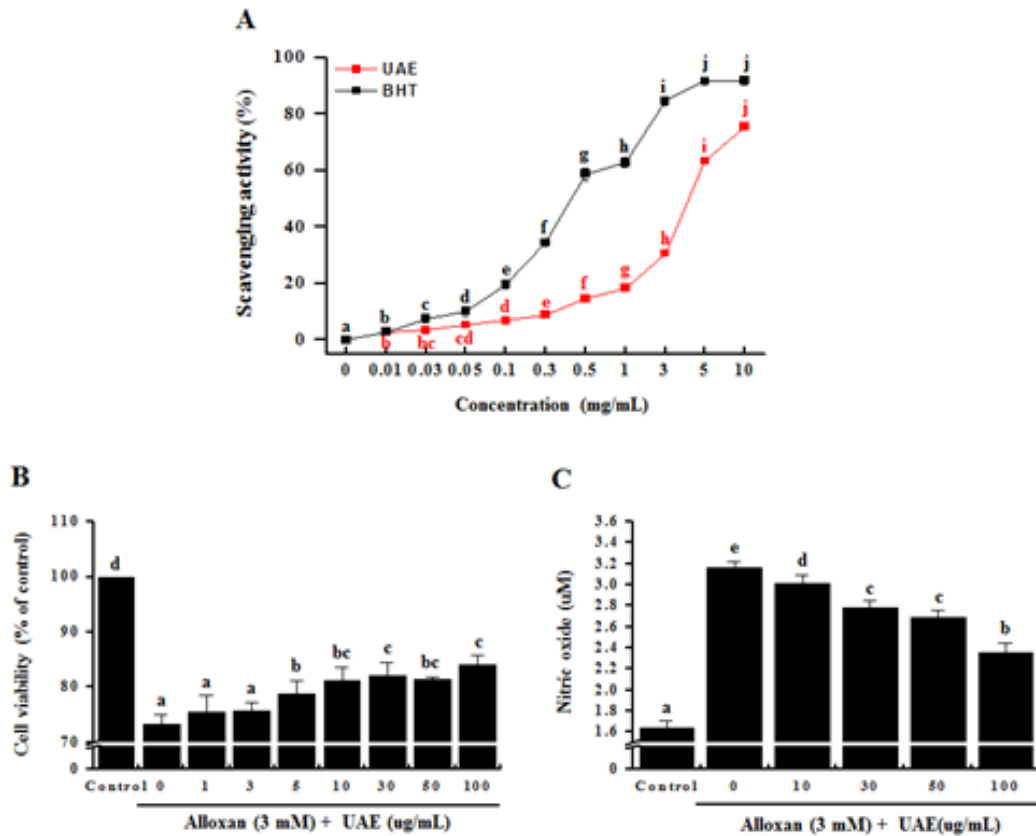 A
UAE
BHT
100
80
60
40
20
0
Scavenging activity (%)
a b c d e f g h i j j
b bc cd d e f g h i j
0 0.01 0.03 0.05 0.1 0.3 0.5 1 3 5 10
Concentration (mg/mL)
B
110
100
90
80
70
0
Cell viability (% of control)
d a a a b bc c bc c
Control 0 1 3 5 10 30 50 100
Alloxan (3 mM) + UAE (ug/mL)
C
3.6
3.4
3.2
3.0
2.8
2.6
2.4
2.2
2.0
1.8
1.6
0
Nitric oxide (uM)
a e d c c b
Control 0 10 30 50 100
Alloxan (3 mM) + UAE(ug/mL)